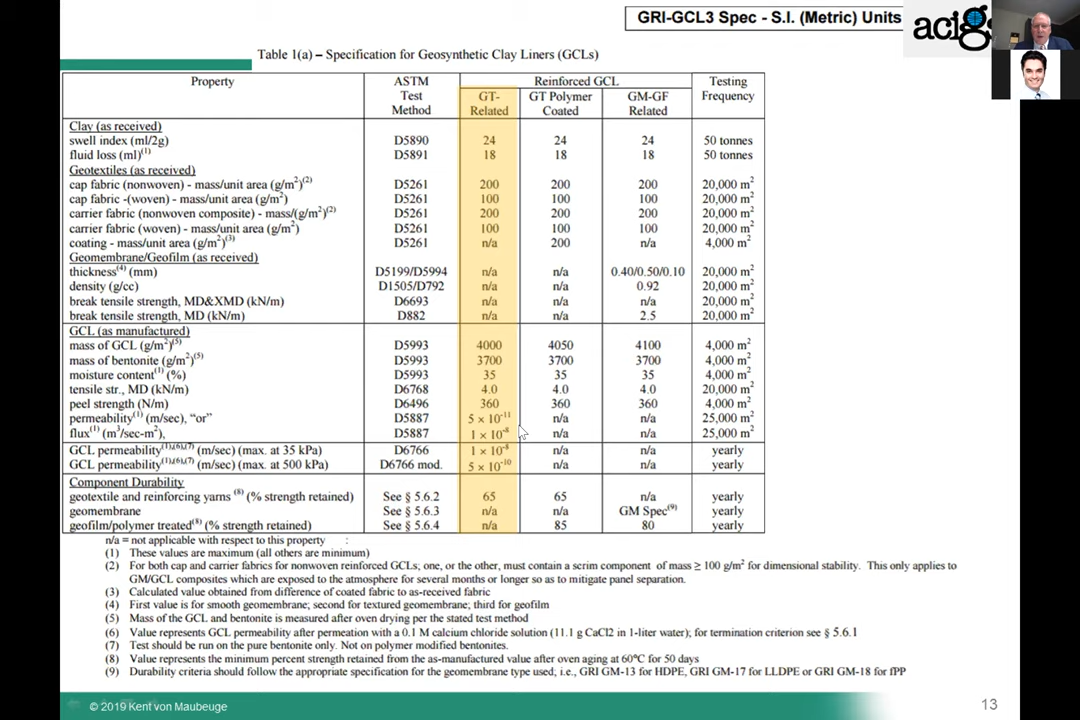 GRI-GCL3 Spec - S.I. (Metric) Units
acigs
Table 1(a) – Specification for Geosynthetic Clay Liners (GCLs)
Property ASTM Test Method Reinforced GCL Testing Frequency
GT-Related GT Polymer Coated GM-GF Related
Clay (as received)
swell index (ml/2g) D5890 24 24 24 50 tonnes
fluid loss (ml)(1) D5891 18 18 18 50 tonnes
Geotextiles (as received)
cap fabric (nonwoven) - mass/unit area (g/m2)(2) D5261 200 200 200 20,000 m2
cap fabric -(woven) - mass/unit area (g/m2) D5261 100 100 100 20,000 m2
carrier fabric (nonwoven composite) - mass/(g/m2)(2) D5261 200 200 200 20,000 m2
carrier fabric (woven) - mass/unit area (g/m2) D5261 100 100 100 20,000 m2
coating - mass/unit area (g/m2)(3) D5261 n/a 200 n/a 4,000 m2
Geomembrane/Geofilm (as received)
thickness(4) (mm) D5199/D5994 n/a n/a 0.40/0.50/0.10 20,000 m2
density (g/cc) D1505/D792 n/a n/a 0.92 20,000 m2
break tensile strength, MD&XMD (kN/m) D6693 n/a n/a n/a 20,000 m2
break tensile strength, MD (kN/m) D882 n/a n/a 2.5 20,000 m2
GCL (as manufactured)
mass of GCL (g/m2)(5) D5993 4000 4050 4100 4,000 m2
mass of bentonite (g/m2)(5) D5993 3700 3700 3700 4,000 m2
moisture content(1) (%) D5993 35 35 35 4,000 m2
tensile str., MD (kN/m) D6768 4.0 4.0 4.0 20,000 m2
peel strength (N/m) D6496 360 360 360 4,000 m2
permeability(1) (m/sec), "or" D5887 5 × 10-11 n/a n/a 25,000 m2
flux(1) (m3/sec-m2), D5887 1 × 10-8 n/a n/a 25,000 m2
GCL permeability(1),(6),(7) (m/sec) (max. at 35 kPa) D6766 1 × 10-8 n/a n/a yearly
GCL permeability(1),(6),(7) (m/sec) (max. at 500 kPa) D6766 mod. 5 × 10-10 n/a n/a yearly
Component Durability
geotextile and reinforcing yarns (8) (% strength retained) See § 5.6.2 65 65 n/a yearly
geomembrane See § 5.6.3 n/a n/a GM Spec(9) yearly
geofilm/polymer treated(8) (% strength retained) See § 5.6.4 n/a 85 80 yearly
n/a = not applicable with respect to this property :
(1) These values are maximum (all others are minimum)
(2) For both cap and carrier fabrics for nonwoven reinforced GCLs; one, or the other, must contain a scrim component of mass ≥ 100 g/m2 for dimensional stability. This only applies to
GM/GCL composites which are exposed to the atmosphere for several months or longer so as to mitigate panel separation.
(3) Calculated value obtained from difference of coated fabric to as-received fabric
(4) First value is for smooth geomembrane; second for textured geomembrane; third for geofilm
(5) Mass of the GCL and bentonite is measured after oven drying per the stated test method
(6) Value represents GCL permeability after permeation with a 0.1 M calcium chloride solution (11.1 g CaCl2 in 1-liter water); for termination criterion see § 5.6.1
(7) Test should be run on the pure bentonite only. Not on polymer modified bentonites.
(8) Value represents the minimum percent strength retained from the as-manufactured value after oven aging at 60°C for 50 days
(9) Durability criteria should follow the appropriate specification for the geomembrane type used; i.e., GRI GM-13 for HDPE, GRI GM-17 for LLDPE or GRI GM-18 for fPP
© 2019 Kent von Maubeuge
13